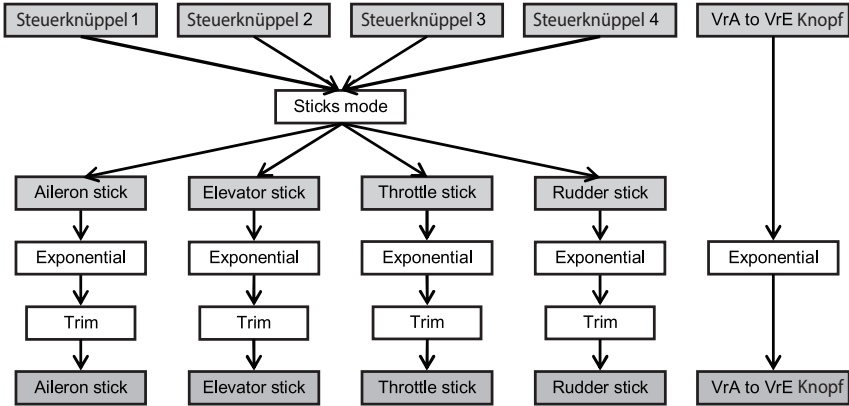 Steuerknüppel 1
Steuerknüppel 2
Steuerknüppel 3
Steuerknüppel 4
VrA to VrE Knopf
Sticks mode
Aileron stick
Elevator stick
Throttle stick
Rudder stick
Exponential
Exponential
Exponential
Exponential
Exponential
Trim
Trim
Trim
Trim
Aileron stick
Elevator stick
Throttle stick
Rudder stick
VrA to VrE Knopf